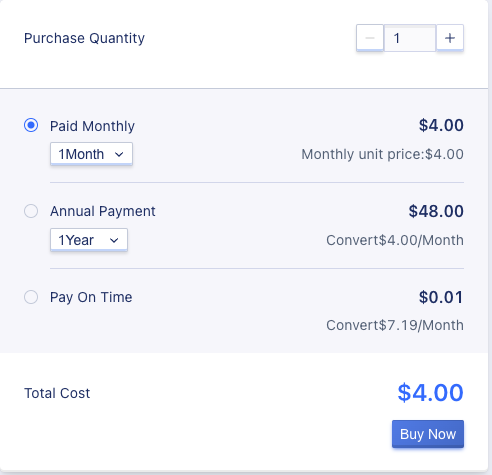 Purchase Quantity
1
Paid Monthly $4.00
1Month Monthly unit price:$4.00
Annual Payment $48.00
1Year Convert$4.00/Month
Pay On Time $0.01
Convert$7.19/Month
Total Cost $4.00
Buy Now